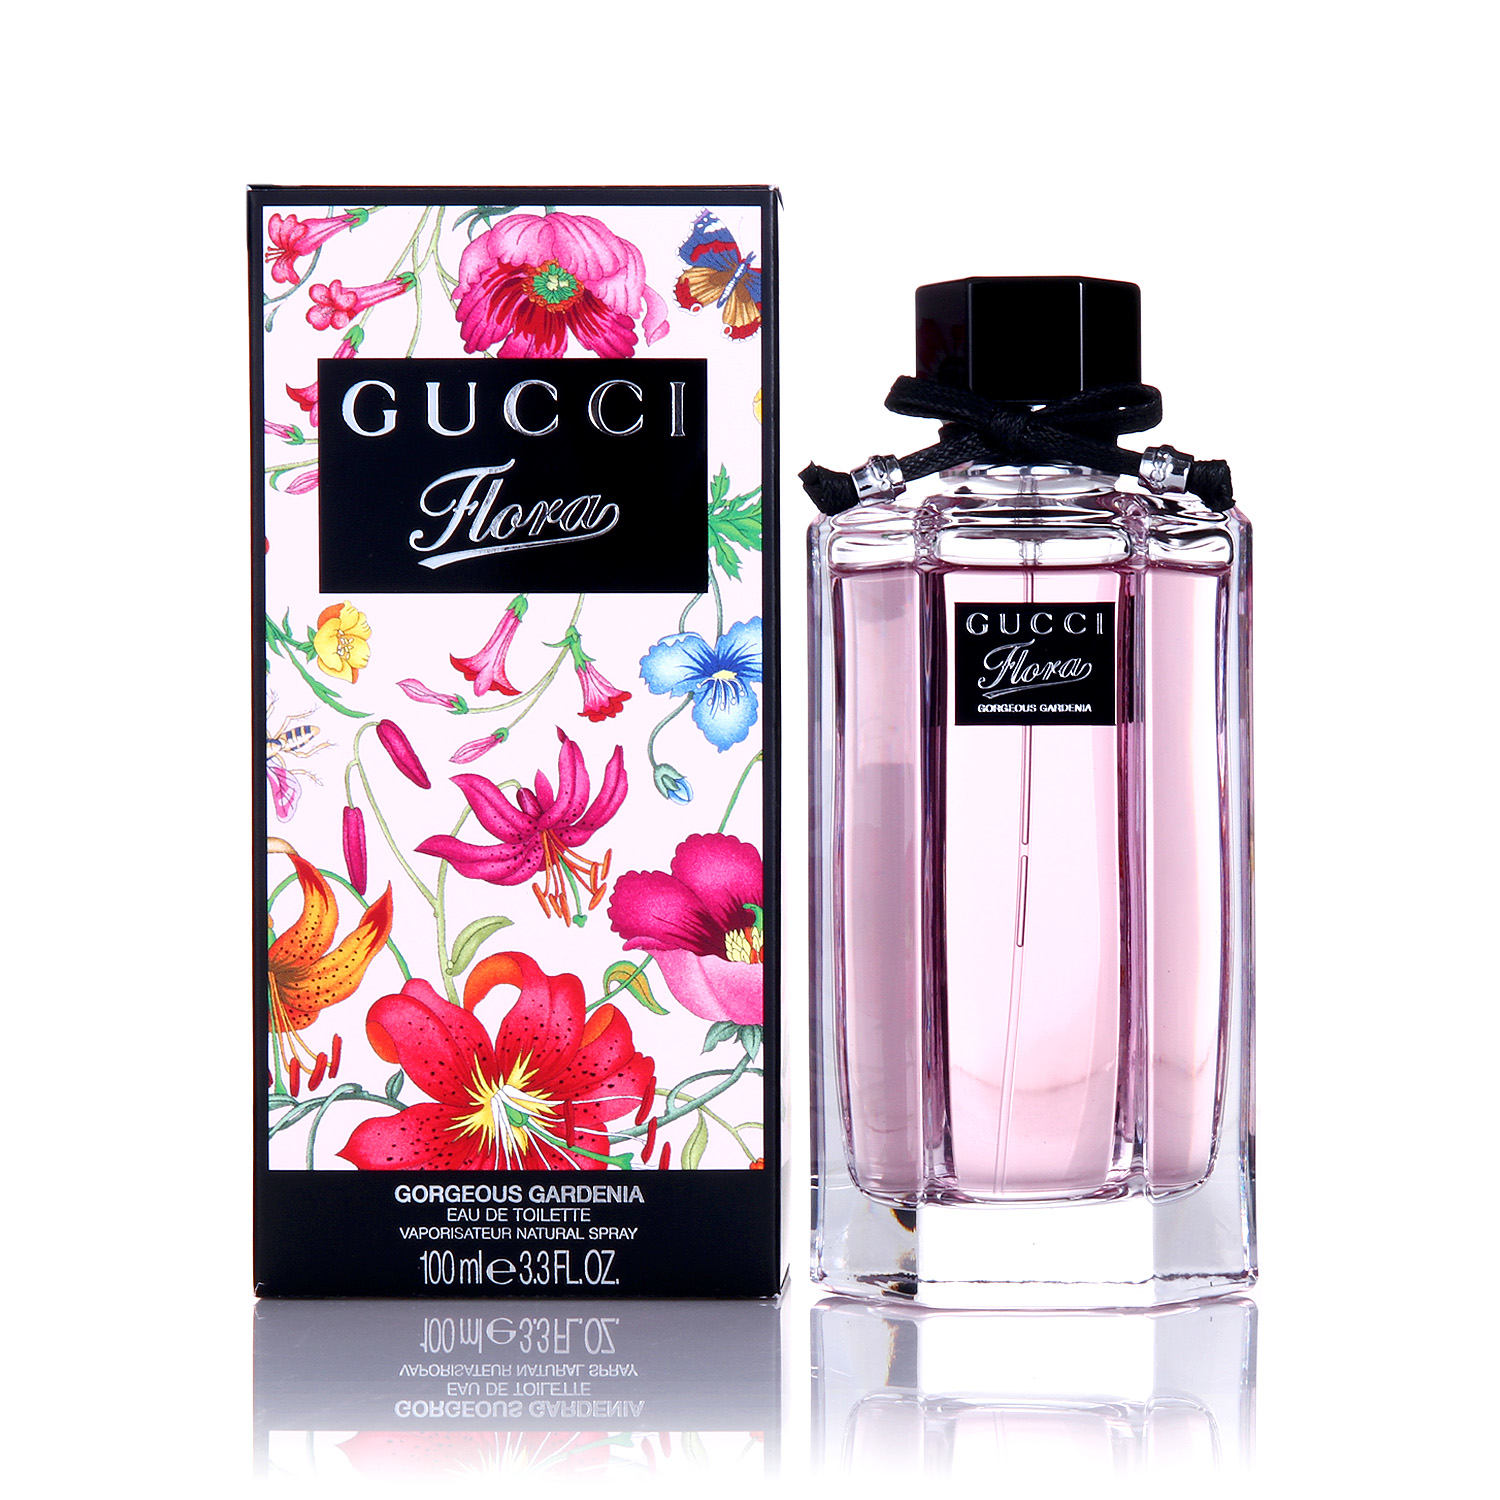 GUCCI
Flora
GORGEOUS GARDENIA
EAU DE TOILETTE
VAPORISATEUR NATURAL SPRAY
100 ml e 3.3 FL.OZ.
GUCCI
Flora
GORGEOUS GARDENIA